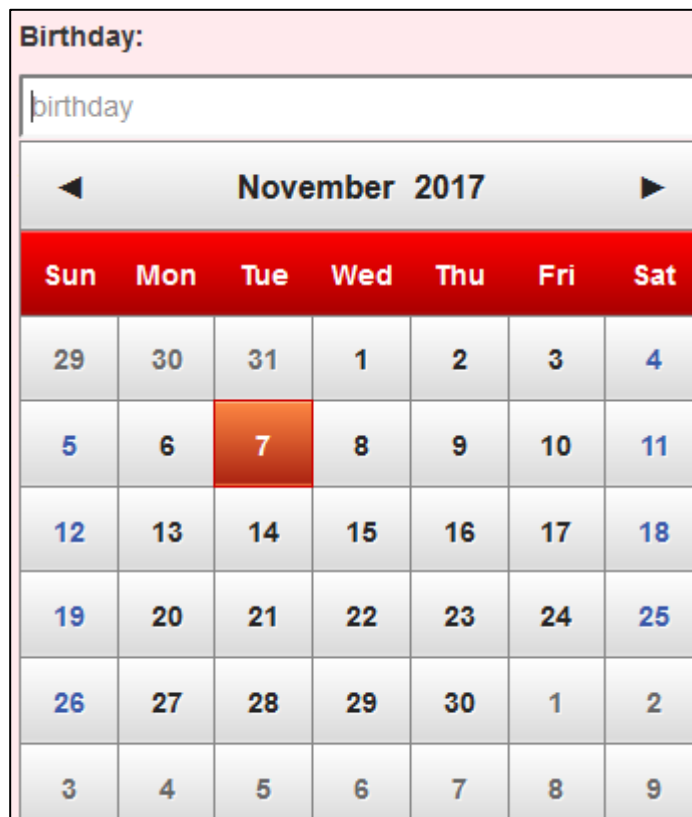 Birthday:
birthday
◄ November 2017 ►
Sun Mon Tue Wed Thu Fri Sat
29 30 31 1 2 3 4
5 6 7 8 9 10 11
12 13 14 15 16 17 18
19 20 21 22 23 24 25
26 27 28 29 30 1 2
3 4 5 6 7 8 9